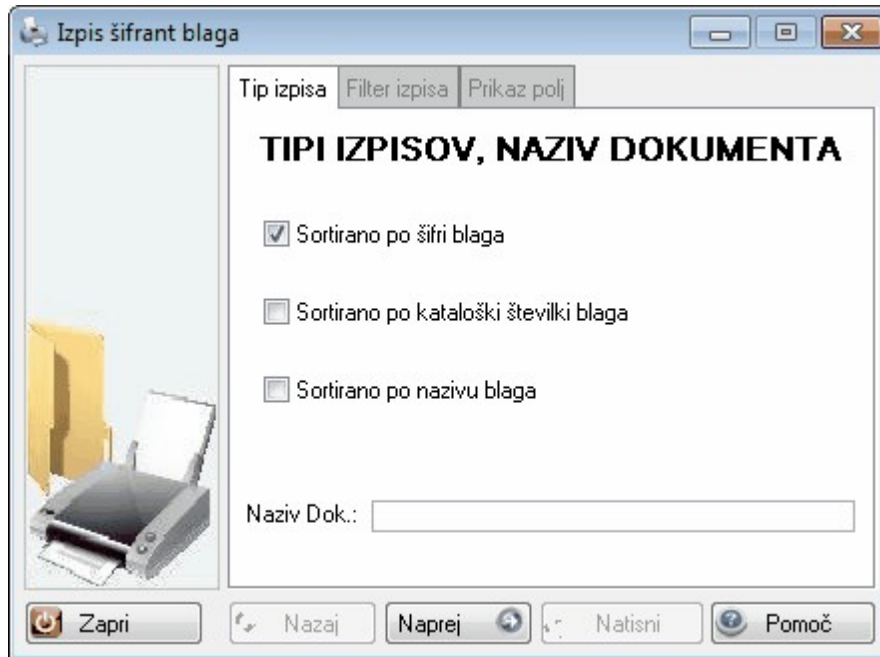 Izpis šifrant blaga
Tip izpisa Filter izpisa Prikaz polj
TIPI IZPISOV, NAZIV DOKUMENTA
Sortirano po šifri blaga
Sortirano po kataloški številki blaga
Sortirano po nazivu blaga
Naziv Dok.:
Zapri Nazaj Naprej Natisni Pomoč